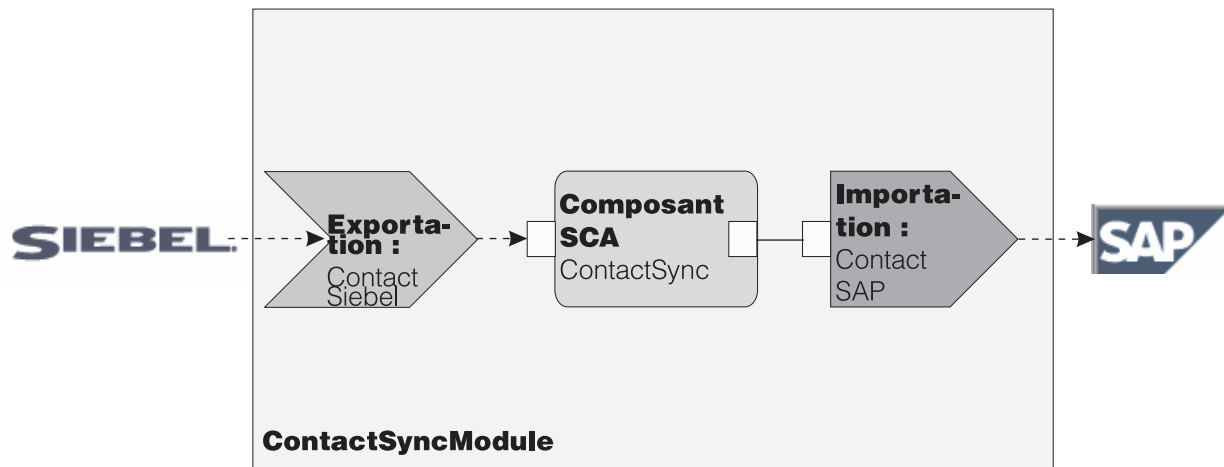 SIEBEL.
Exporta-
tion :
Contact
Siebel
Composant
SCA
ContactSync
Importa-
tion :
Contact
SAP
SAP
ContactSyncModule